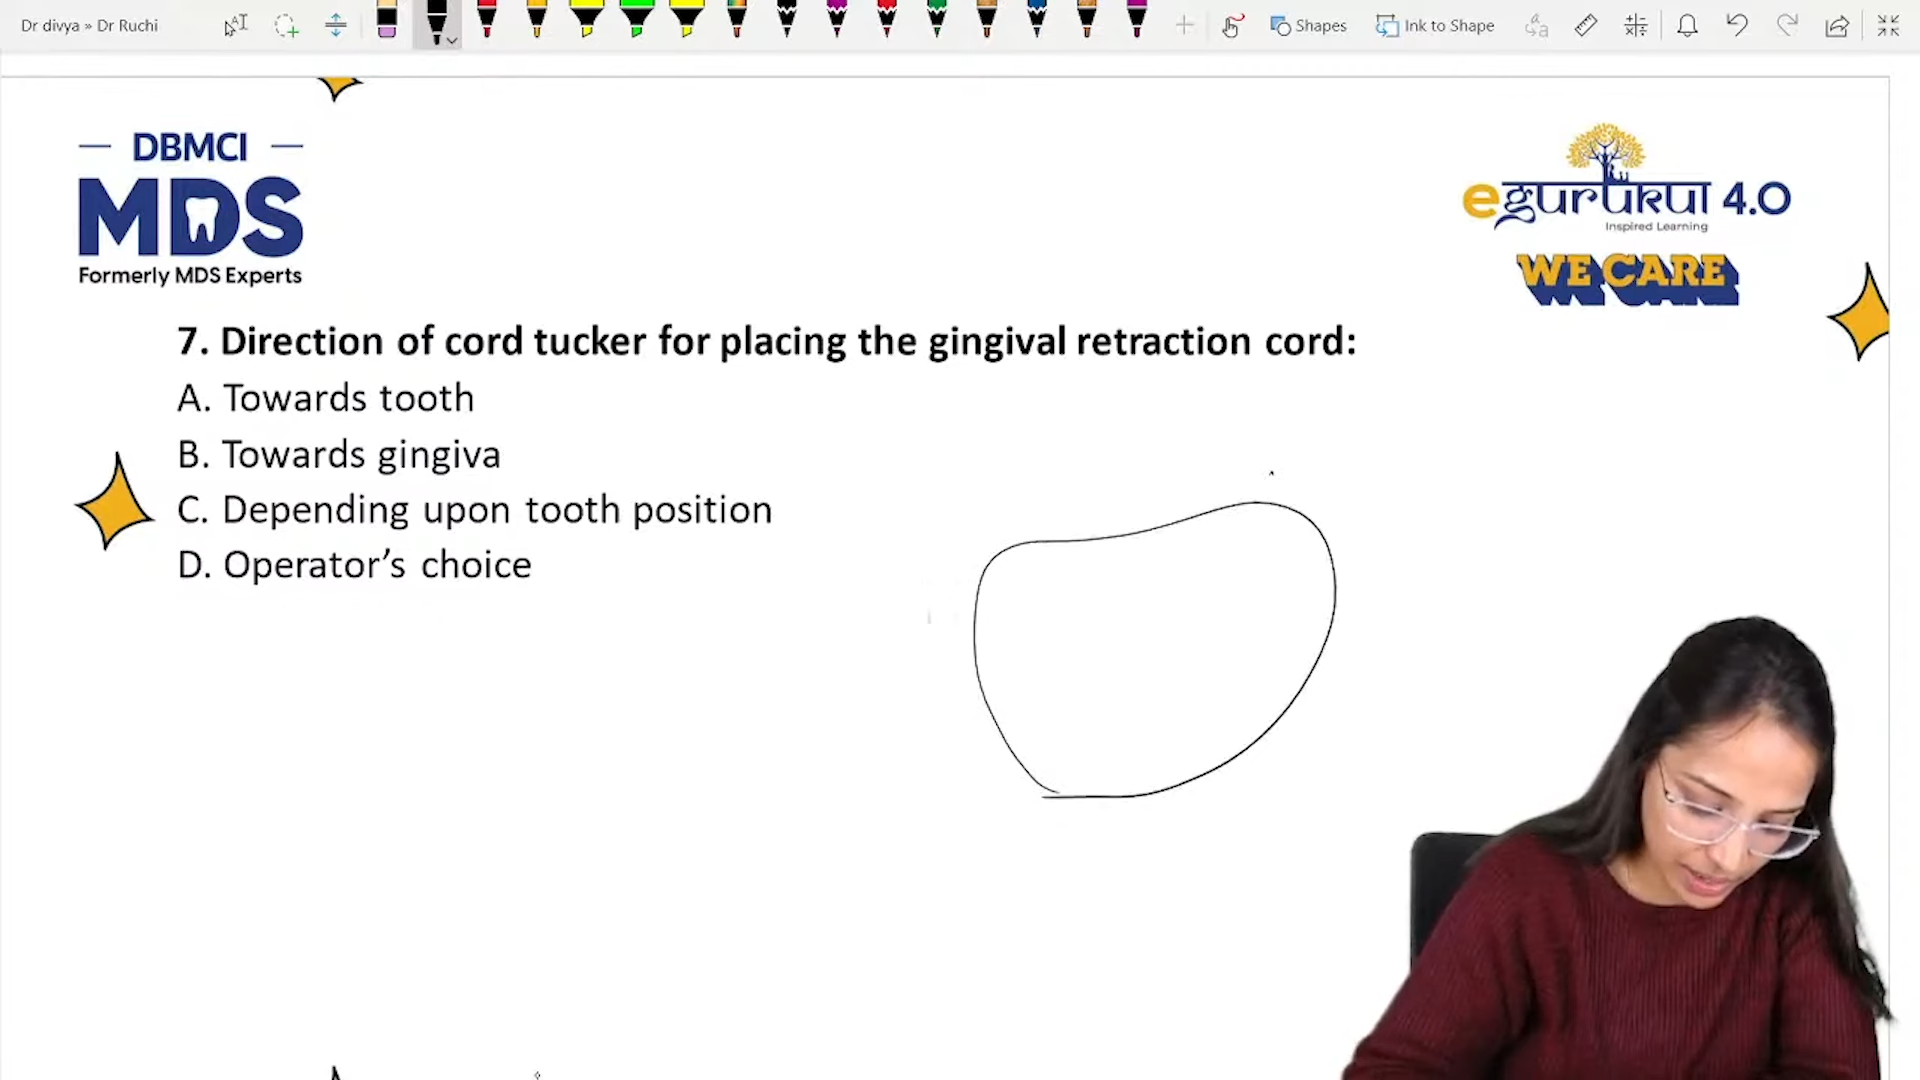 Dr divya » Dr Ruchi
Shapes
Ink to Shape
DBMCI
MDS
Formerly MDS Experts
eGurukul 4.0
Inspired Learning
WE CARE
7. Direction of cord tucker for placing the gingival retraction cord:
A. Towards tooth
B. Towards gingiva
C. Depending upon tooth position
D. Operator’s choice